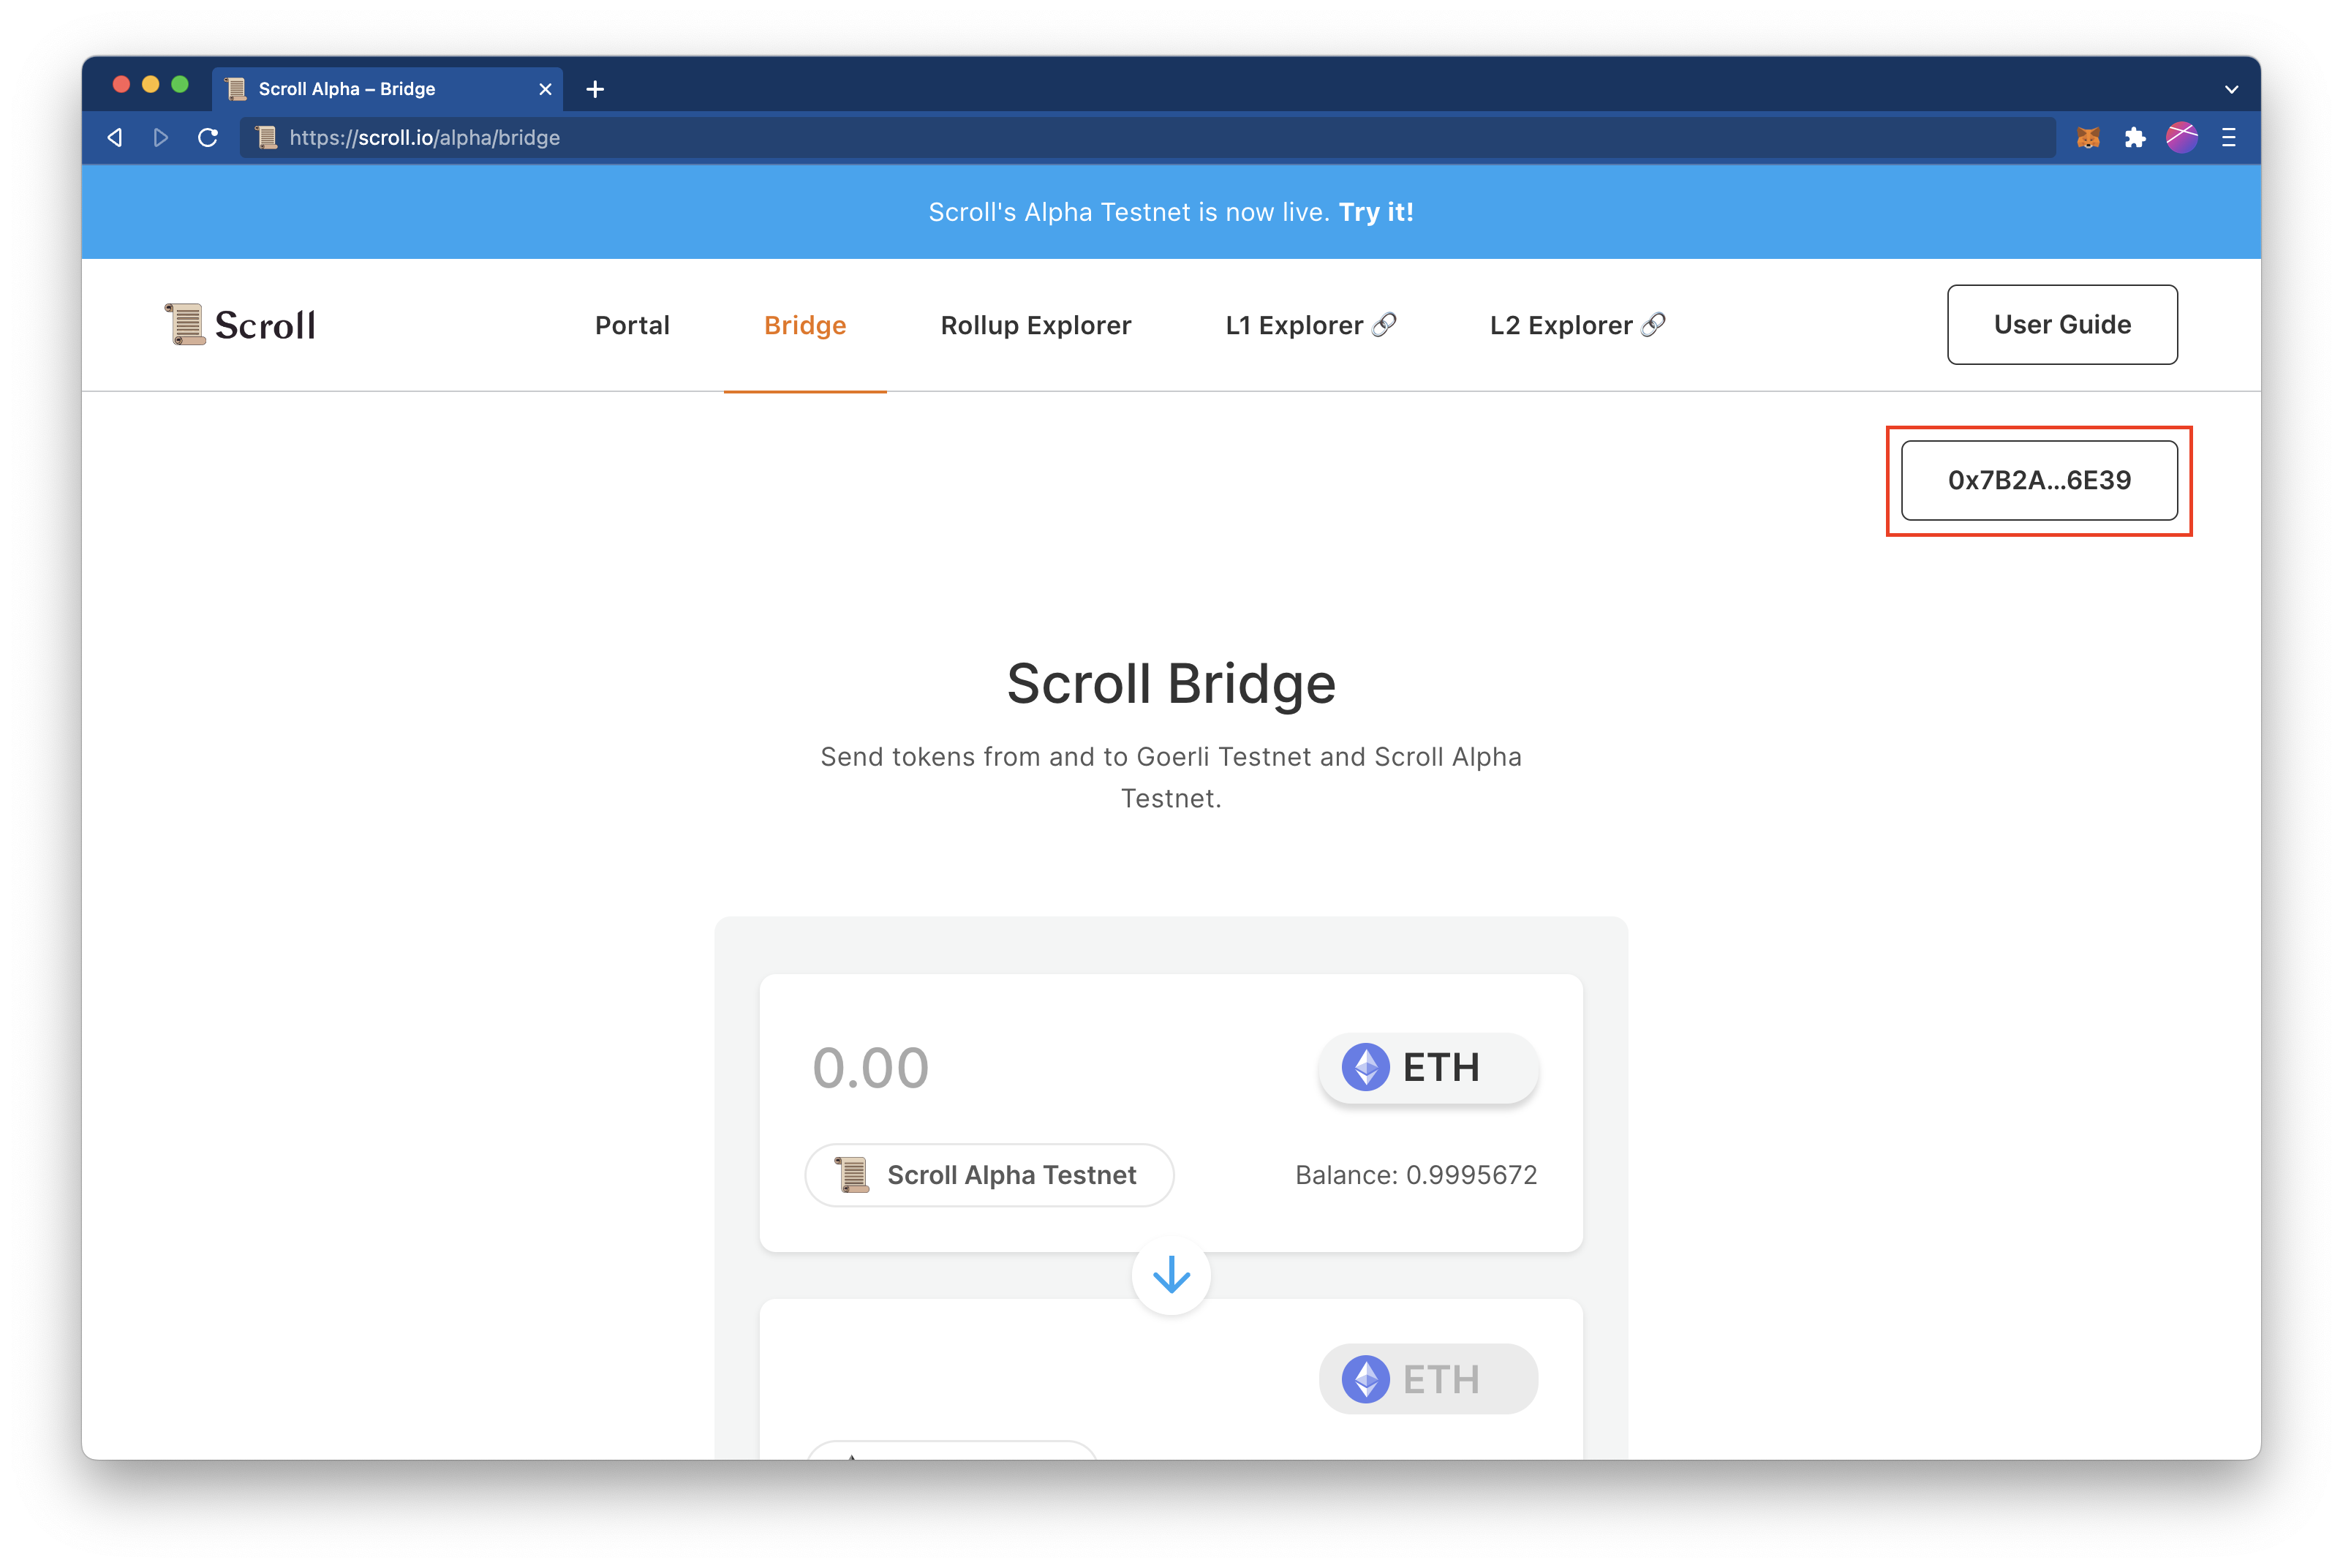 Scroll Alpha – Bridge
https://scroll.io/alpha/bridge
Scroll's Alpha Testnet is now live. Try it!
Scroll
Portal
Bridge
Rollup Explorer
L1 Explorer
L2 Explorer
User Guide
0x7B2A...6E39
Scroll Bridge
Send tokens from and to Goerli Testnet and Scroll Alpha
Testnet.
0.00
ETH
Scroll Alpha Testnet
Balance: 0.9995672
ETH